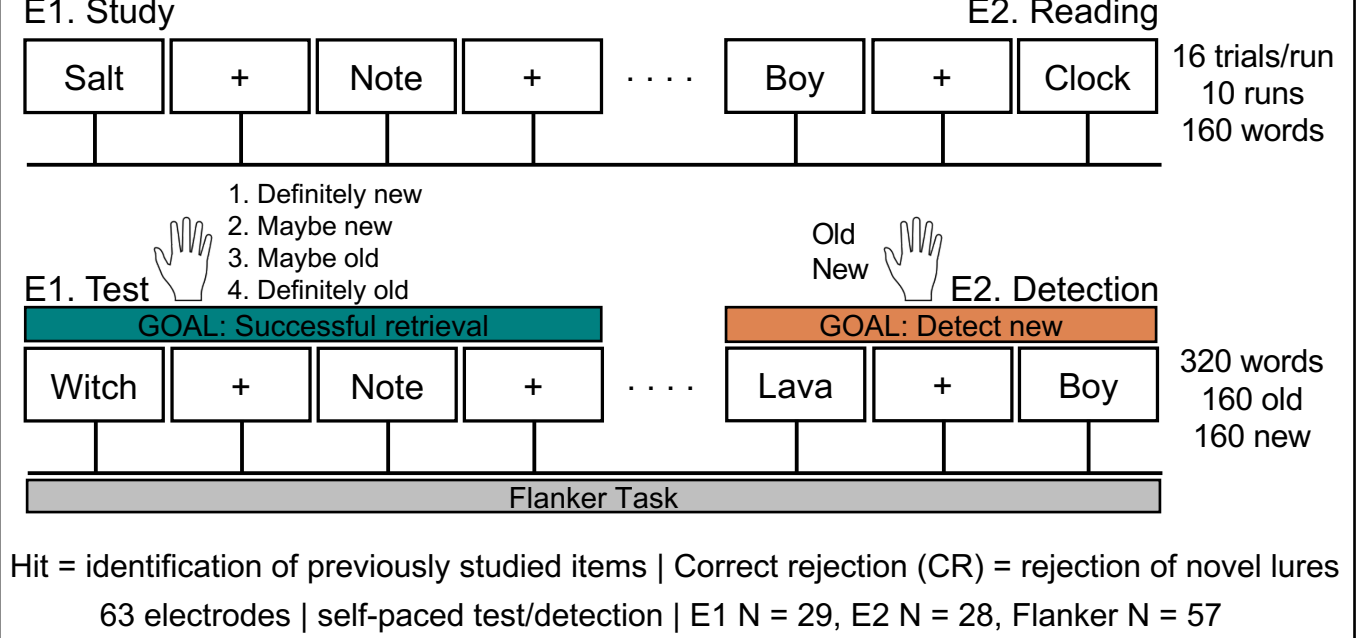 E1. Study E2. Reading
Salt + Note + . . . . Boy + Clock
16 trials/run
10 runs
160 words
1. Definitely new
2. Maybe new
3. Maybe old
4. Definitely old
Old
New
E1. Test E2. Detection
GOAL: Successful retrieval GOAL: Detect new
Witch + Note + . . . . Lava + Boy
320 words
160 old
160 new
Flanker Task
Hit = identification of previously studied items | Correct rejection (CR) = rejection of novel lures
63 electrodes | self-paced test/detection | E1 N = 29, E2 N = 28, Flanker N = 57